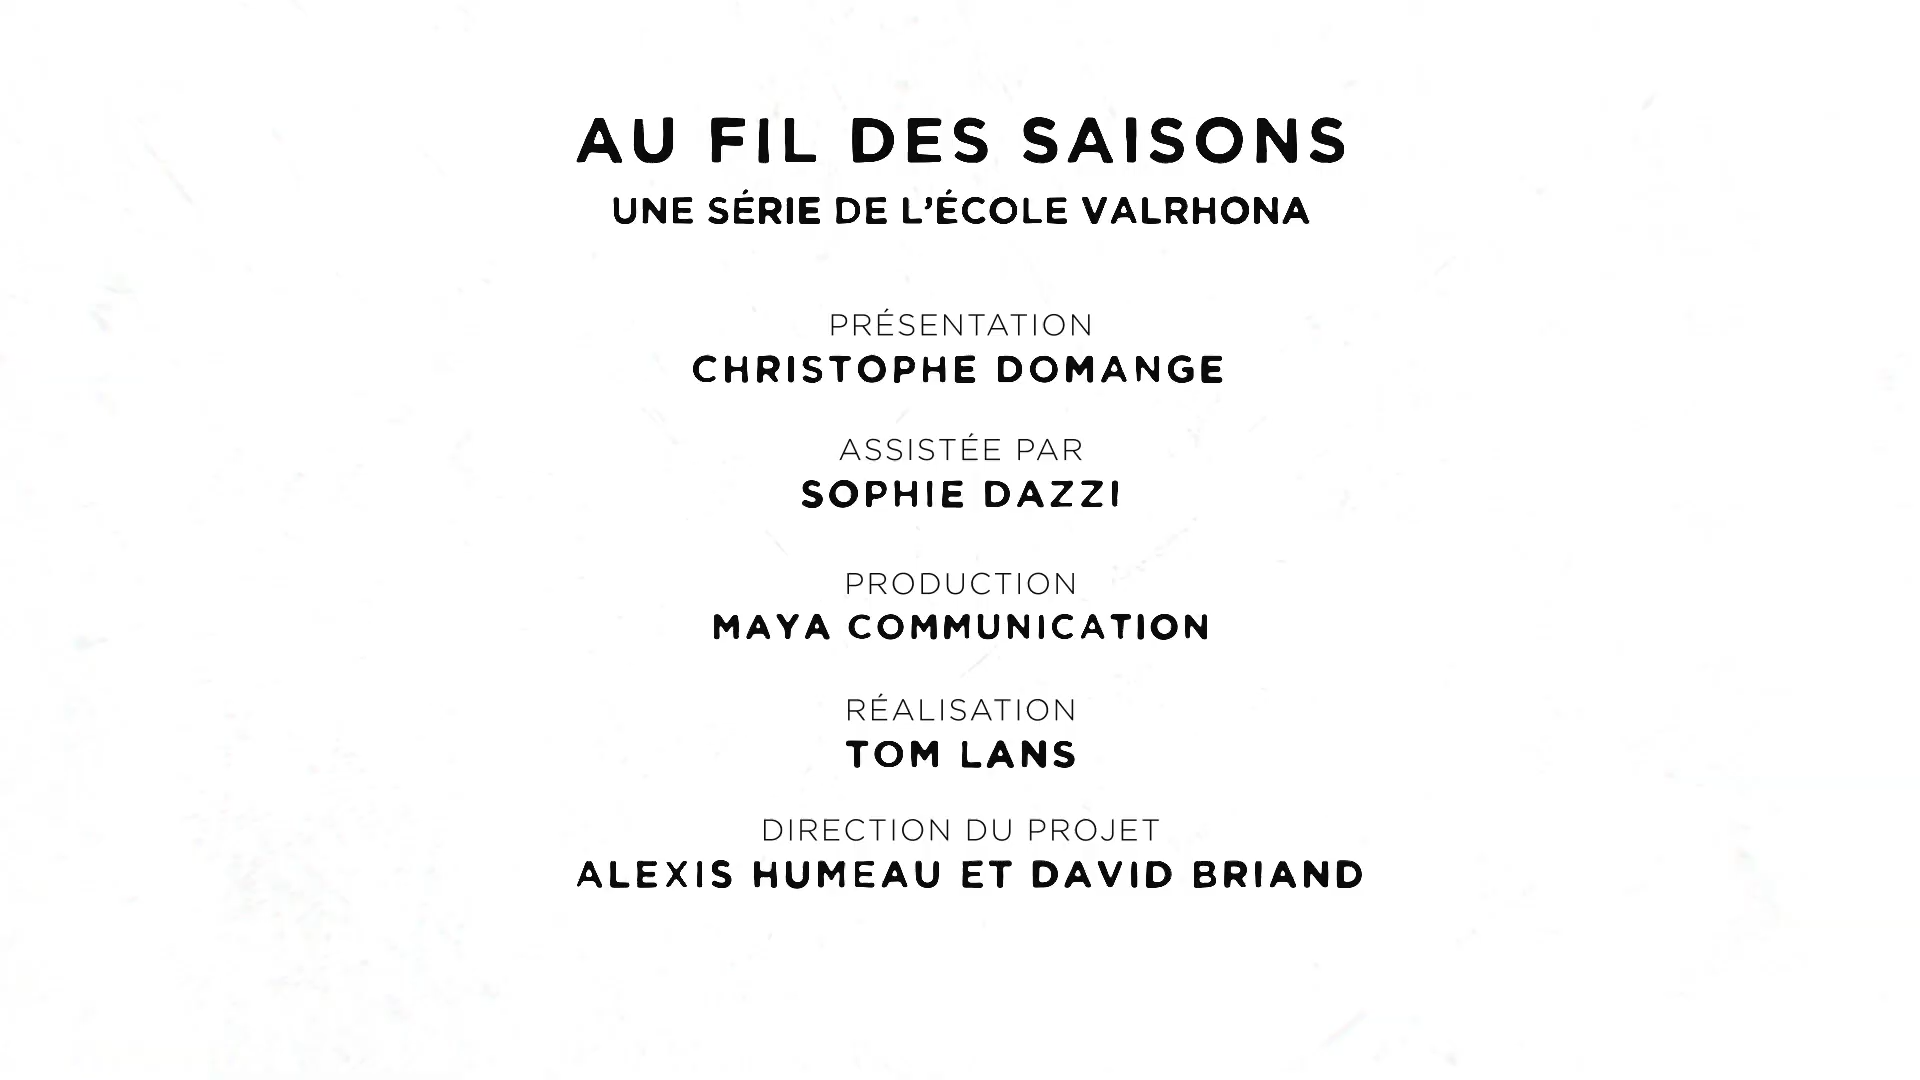 AU FIL DES SAISONS
UNE SÉRIE DE L'ÉCOLE VALRHONA
PRÉSENTATION
CHRISTOPHE DOMANGE
ASSISTÉE PAR
SOPHIE DAZZI
PRODUCTION
MAYA COMMUNICATION
RÉALISATION
TOM LANS
DIRECTION DU PROJET
ALEXIS HUMEAU ET DAVID BRIAND